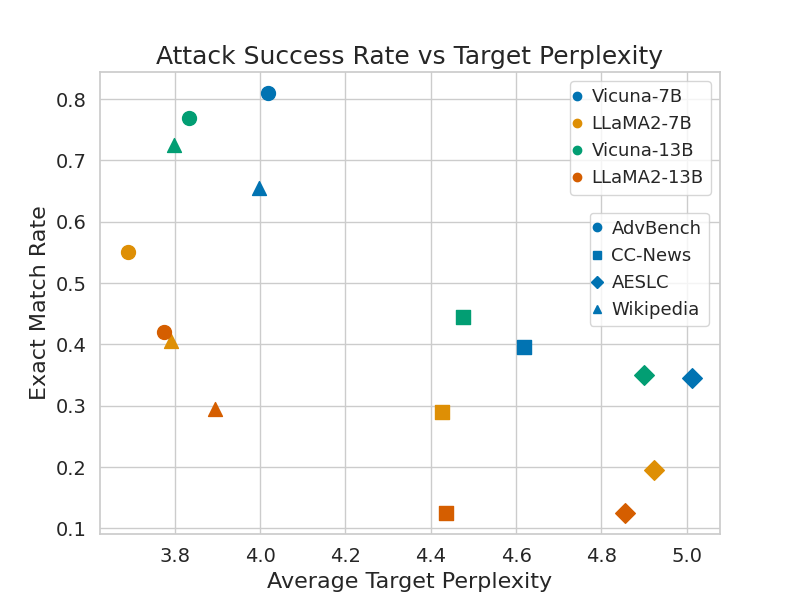 Attack Success Rate vs Target Perplexity
Vicuna-7B
LLaMA2-7B
Vicuna-13B
LLaMA2-13B
AdvBench
CC-News
AESLC
Wikipedia
Exact Match Rate
0.8
0.7
0.6
0.5
0.4
0.3
0.2
0.1
3.8 4.0 4.2 4.4 4.6 4.8 5.0
Average Target Perplexity